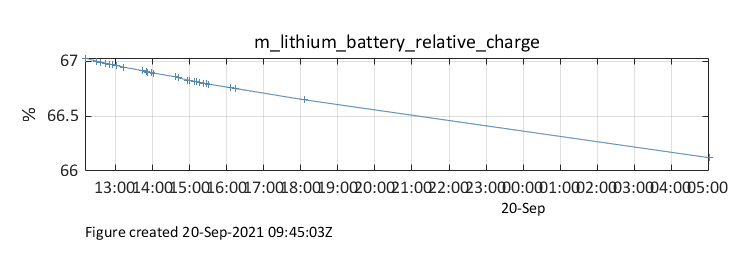 m_lithium_battery_relative_charge
67
66.5
66
%
13:00 14:00 15:00 16:00 17:00 18:00 19:00 20:00 21:00 22:00 23:00 00:00 01:00 02:00 03:00 04:00 05:00
20-Sep
Figure created 20-Sep-2021 09:45:03Z